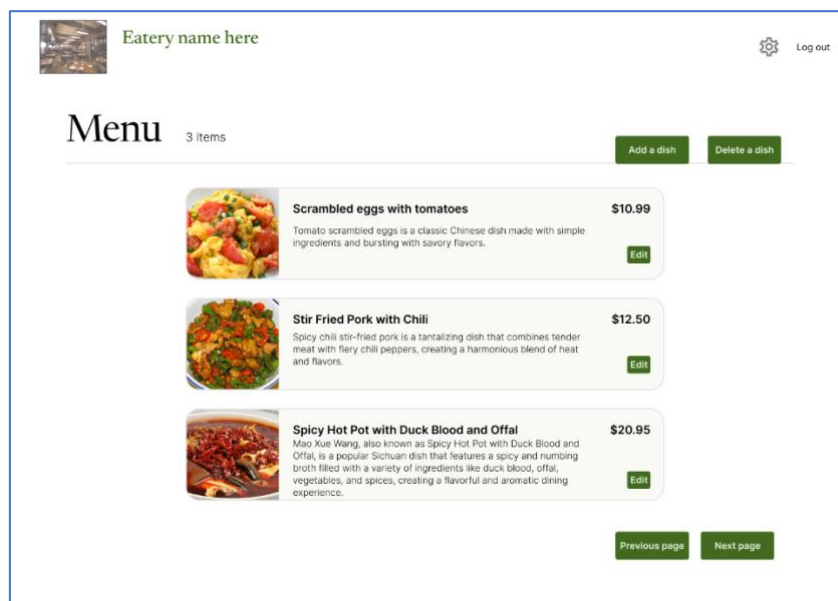 Eatery name here
Log out
Menu
3 items
Add a dish
Delete a dish
Scrambled eggs with tomatoes
$10.99
Tomato scrambled eggs is a classic Chinese dish made with simple
ingredients and bursting with savory flavors.
Edit
Stir Fried Pork with Chili
$12.50
Spicy chili stir-fried pork is a tantalizing dish that combines tender
meat with fiery chili peppers, creating a harmonious blend of heat
and flavors.
Edit
Spicy Hot Pot with Duck Blood and Offal
$20.95
Mao Xue Wang, also known as Spicy Hot Pot with Duck Blood and
Offal, is a popular Sichuan dish that features a spicy and numbing
broth filled with a variety of ingredients like duck blood, offal,
vegetables, and spices, creating a flavorful and aromatic dining
experience.
Edit
Previous page
Next page